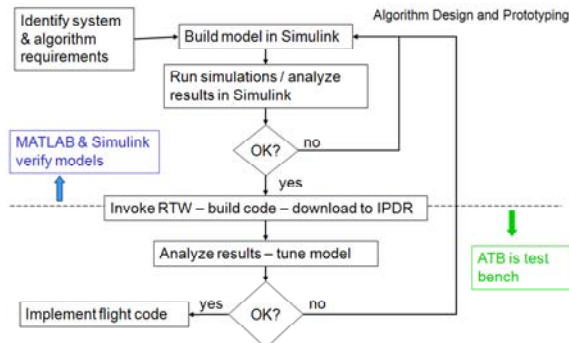 Algorithm Design and Prototyping
Identify system
& algorithm
requirements
Build model in Simulink
Run simulations / analyze
results in Simulink
MATLAB & Simulink
verify models
OK?
no
yes
Invoke RTW – build code – download to IPDR
Analyze results – tune model
ATB is test
bench
Implement flight code
yes
OK?
no